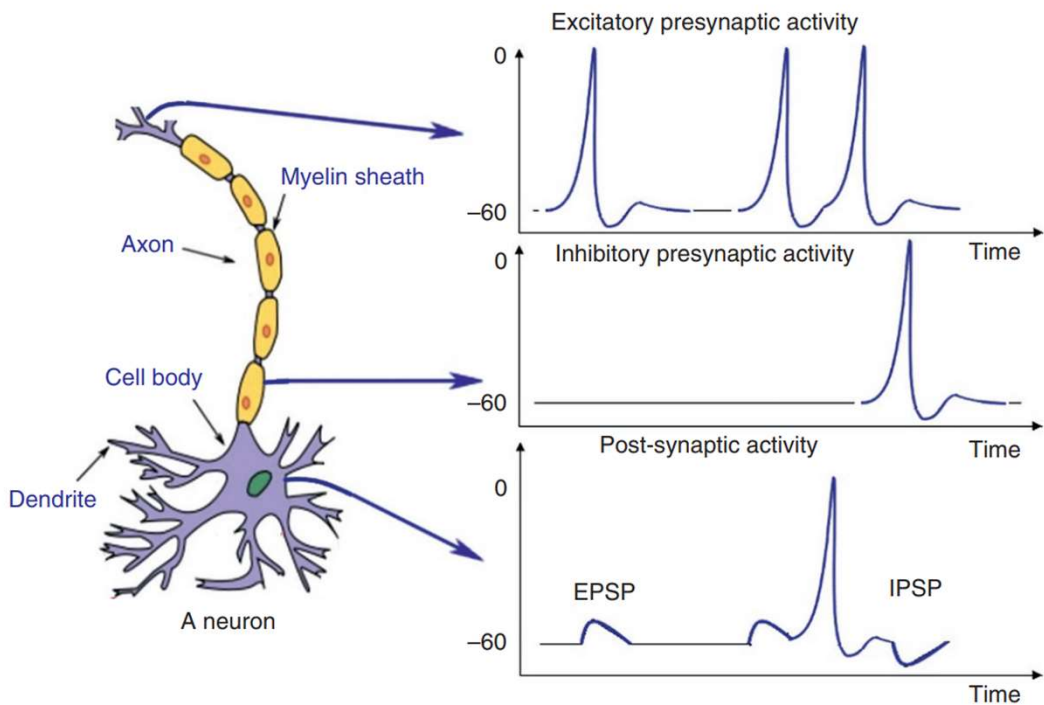 Excitatory presynaptic activity
0
–60
Time
Myelin sheath
Axon
Inhibitory presynaptic activity
0
–60
Time
Cell body
Dendrite
A neuron
Post-synaptic activity
0
EPSP
IPSP
–60
Time